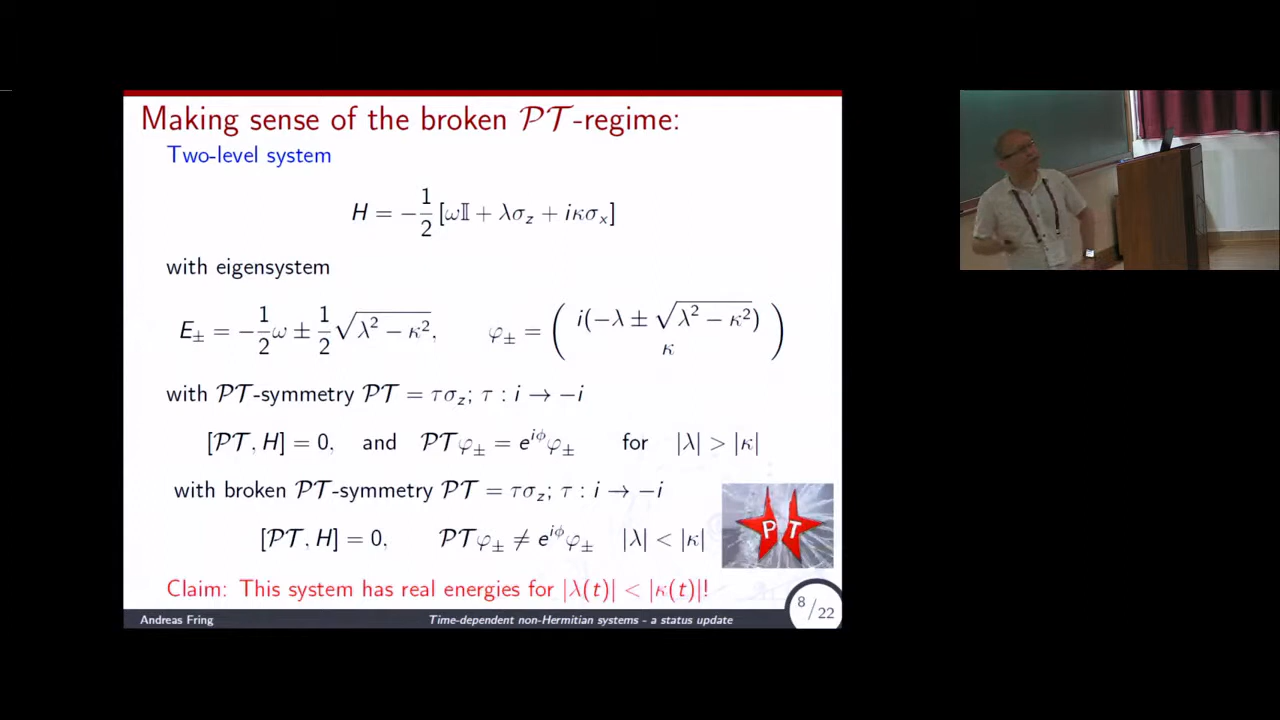 Making sense of the broken 𝒫𝒯-regime:
Two-level system
H = −1/2 [ω𝕀 + λσ_z + iκσ_x]
with eigensystem
E_± = −1/2 ω ± 1/2 √(λ² − κ²), φ_± = ( i(−λ ± √(λ² − κ²)) κ )
with 𝒫𝒯-symmetry 𝒫𝒯 = τσ_z; τ : i → −i
[𝒫𝒯, H] = 0, and 𝒫𝒯φ_± = e^{iϕ}φ_± for |λ| > |κ|
with broken 𝒫𝒯-symmetry 𝒫𝒯 = τσ_z; τ : i → −i
[𝒫𝒯, H] = 0, 𝒫𝒯φ_± ≠ e^{iϕ}φ_± |λ| < |κ|
P T
Claim: This system has real energies for |λ(t)| < |κ(t)|!
Andreas Fring Time-dependent non-Hermitian systems - a status update 8/22